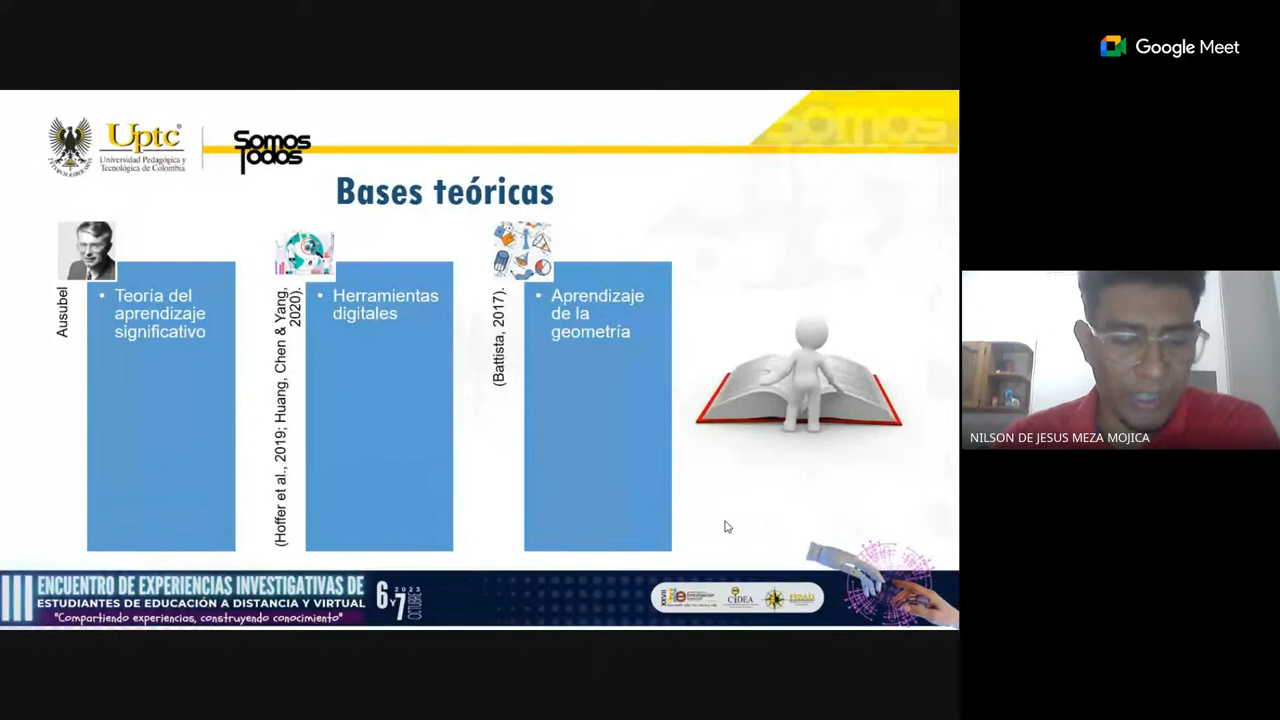 Google Meet
Uptc
Universidad Pedagógica y
Tecnológica de Colombia
Somos
Todos
Somos
Bases teóricas
Ausubel
• Teoría del
aprendizaje
significativo
(Hoffer et al., 2019; Huang, Chen & Yang,
2020).
• Herramientas
digitales
(Battista, 2017).
• Aprendizaje
de la
geometría
NILSON DE JESUS MEZA MOJICA
III ENCUENTRO DE EXPERIENCIAS INVESTIGATIVAS DE
ESTUDIANTES DE EDUCACIÓN A DISTANCIA Y VIRTUAL
"Compartiendo experiencias, construyendo conocimiento"
6 Y 7
2023
OCTUBRE
CIDEA